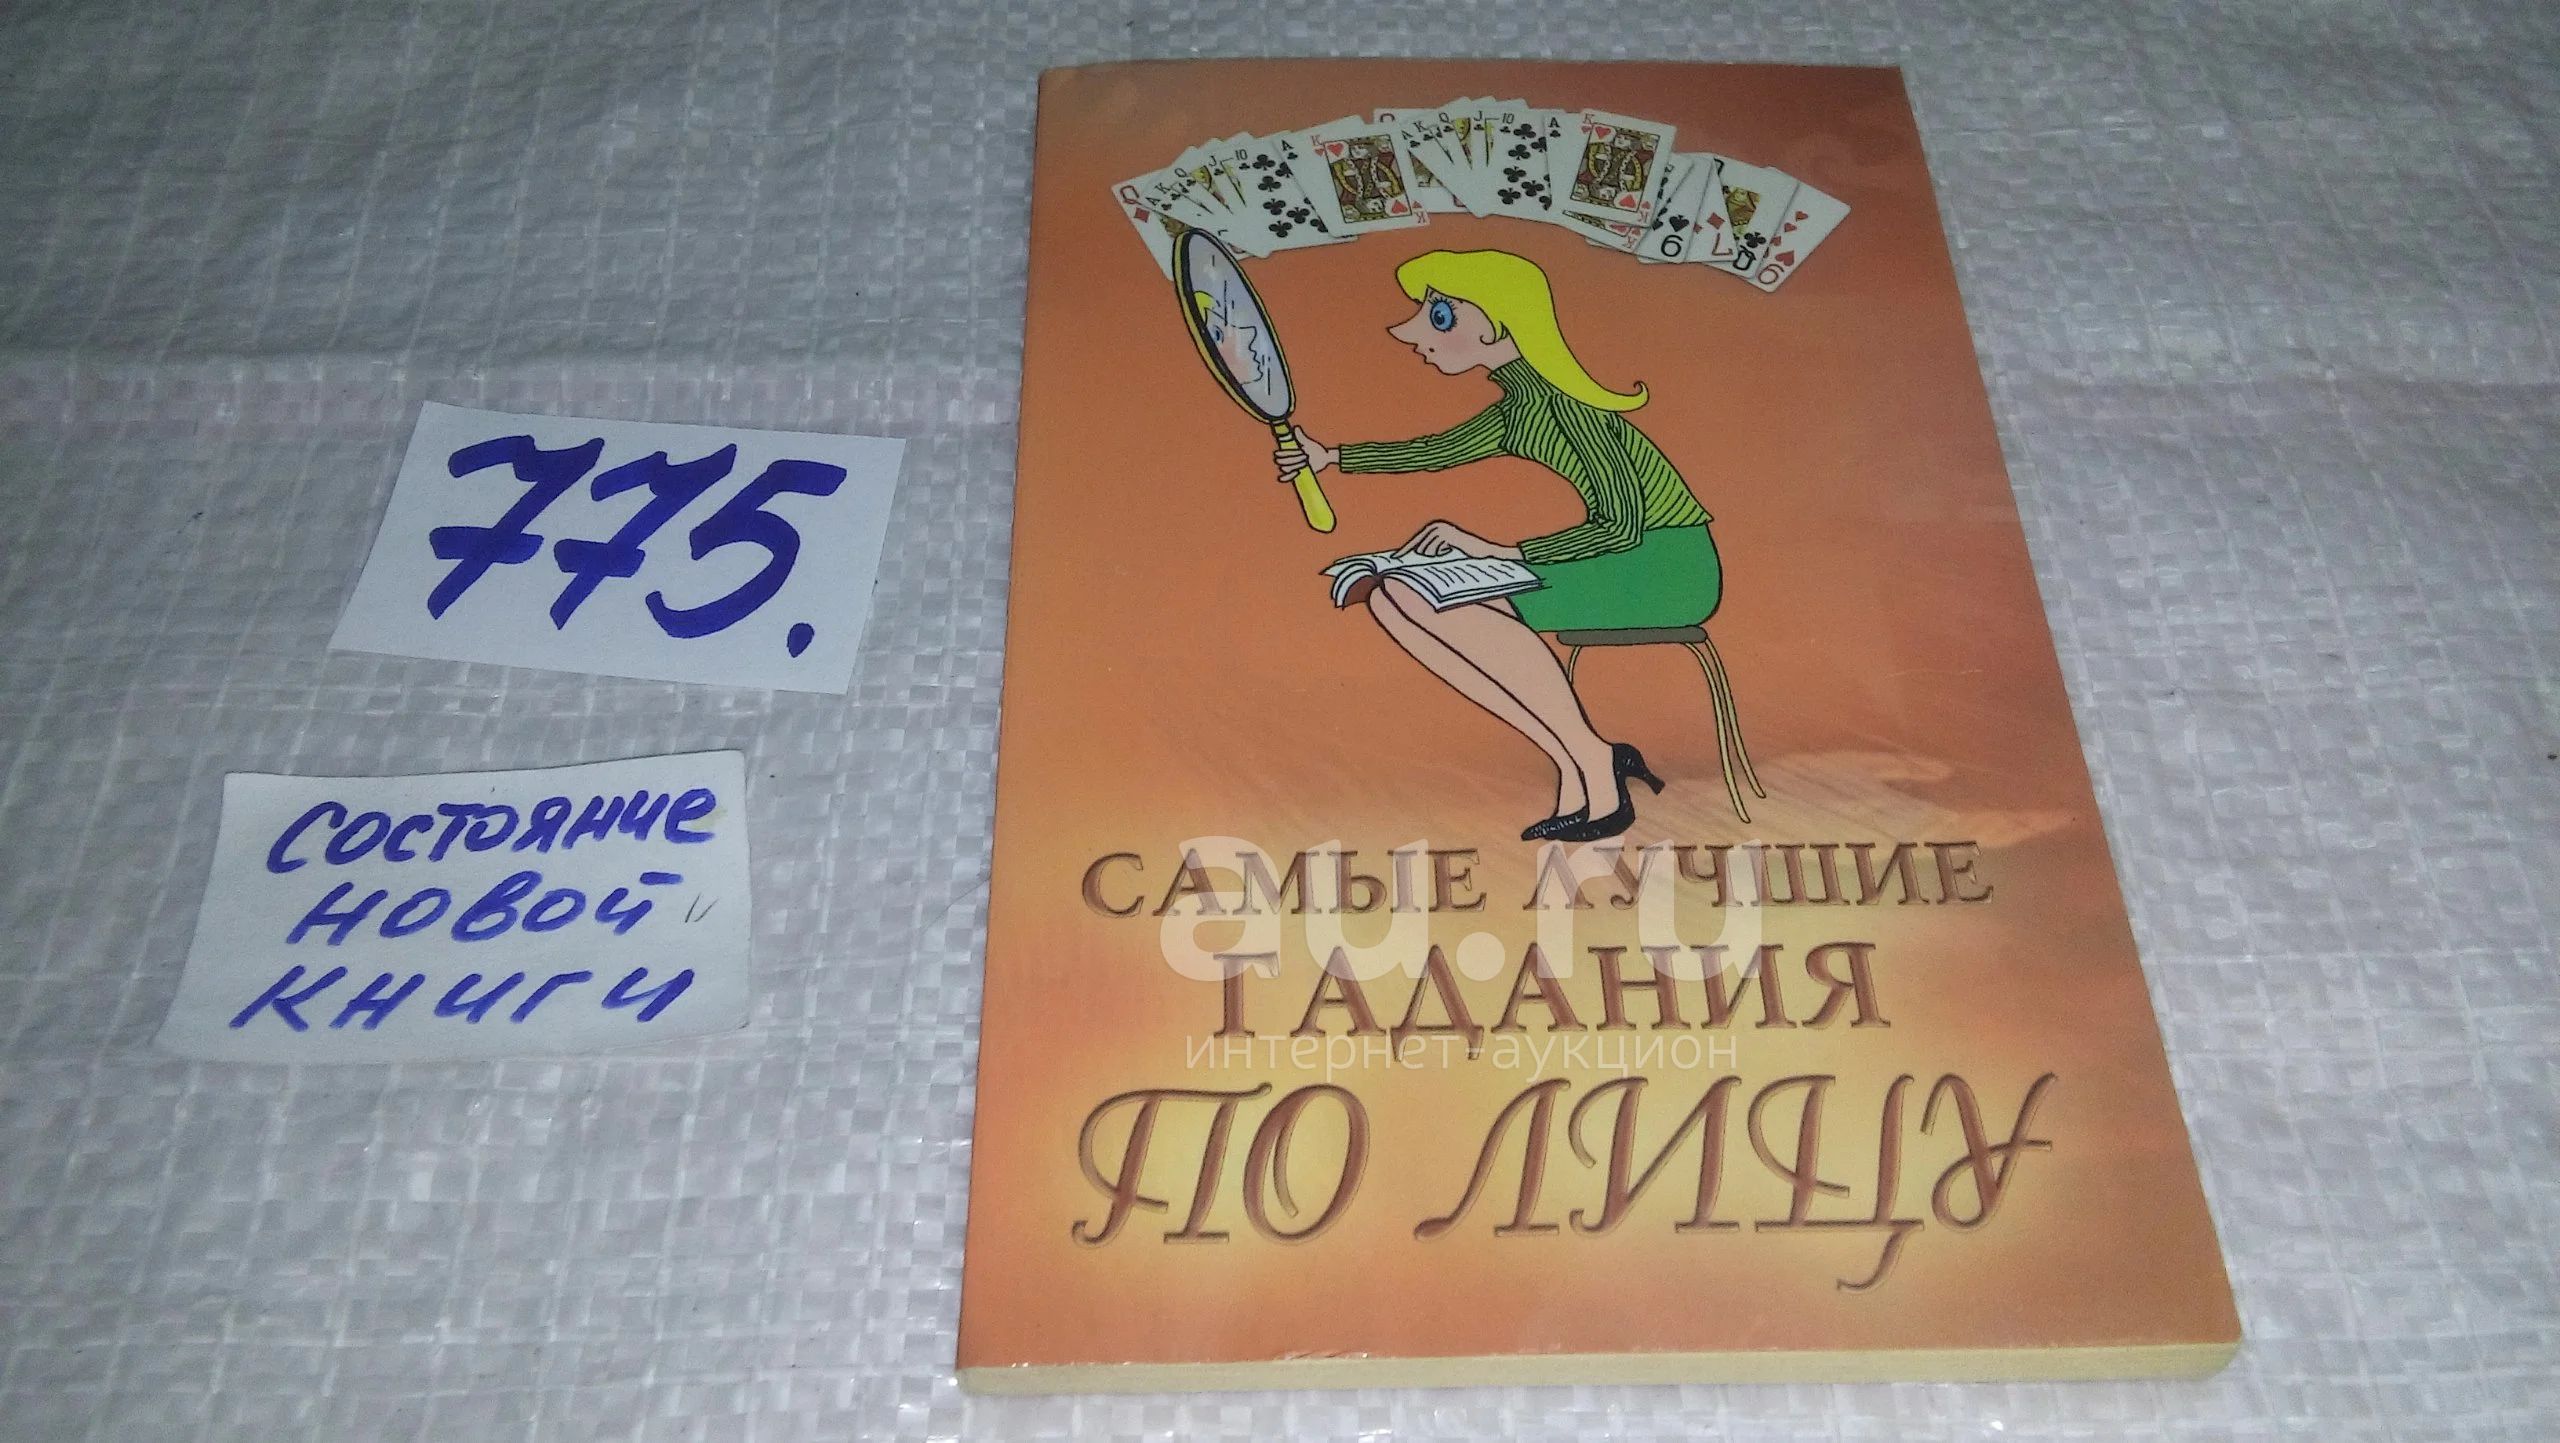 775.
состояние
новой
книги
САМЫЕ ЛУЧШИЕ
ГАДАНИЯ
ПО ЛИЦУ
au.ru
интернет-аукцион